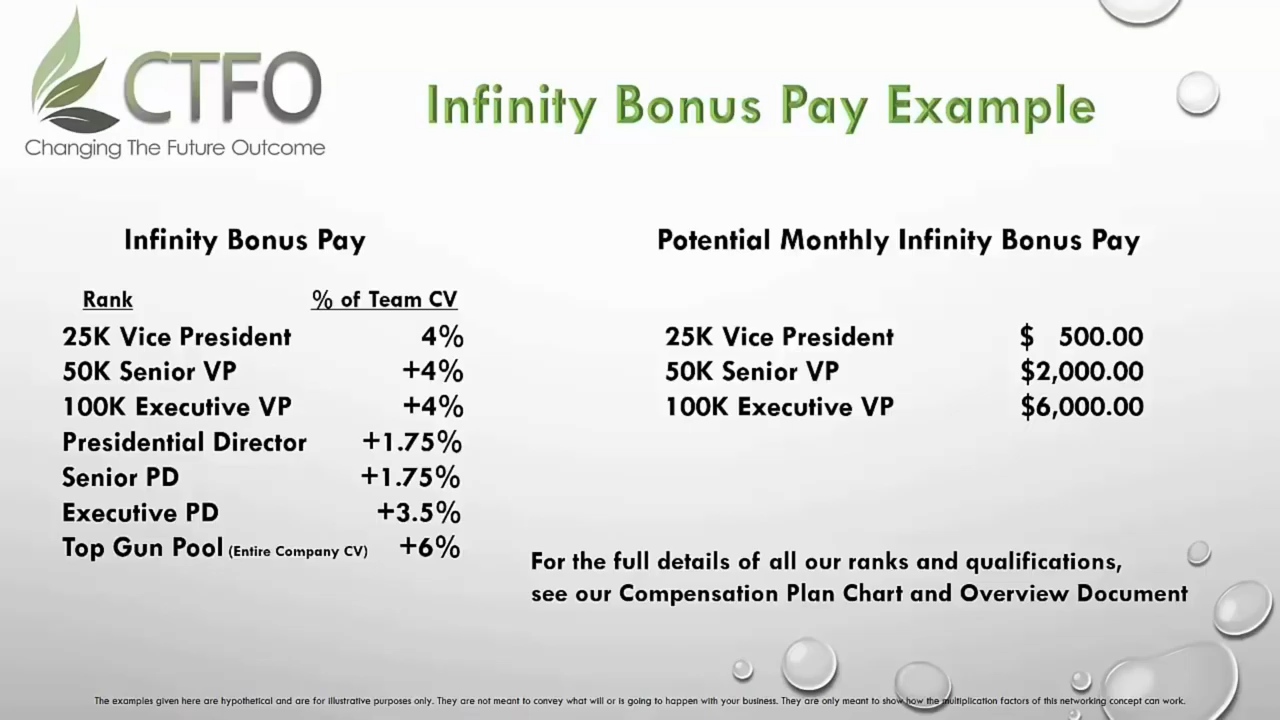 CTFO
Changing The Future Outcome
Infinity Bonus Pay Example
Infinity Bonus Pay
Rank % of Team CV
25K Vice President 4%
50K Senior VP +4%
100K Executive VP +4%
Presidential Director +1.75%
Senior PD +1.75%
Executive PD +3.5%
Top Gun Pool (Entire Company CV) +6%
Potential Monthly Infinity Bonus Pay
25K Vice President $ 500.00
50K Senior VP $2,000.00
100K Executive VP $6,000.00
For the full details of all our ranks and qualifications,
see our Compensation Plan Chart and Overview Document
The examples given here are hypothetical and are for illustrative purposes only. They are not meant to convey what will or is going to happen with your business. They are only meant to show how the multiplication factors of this networking concept can work.